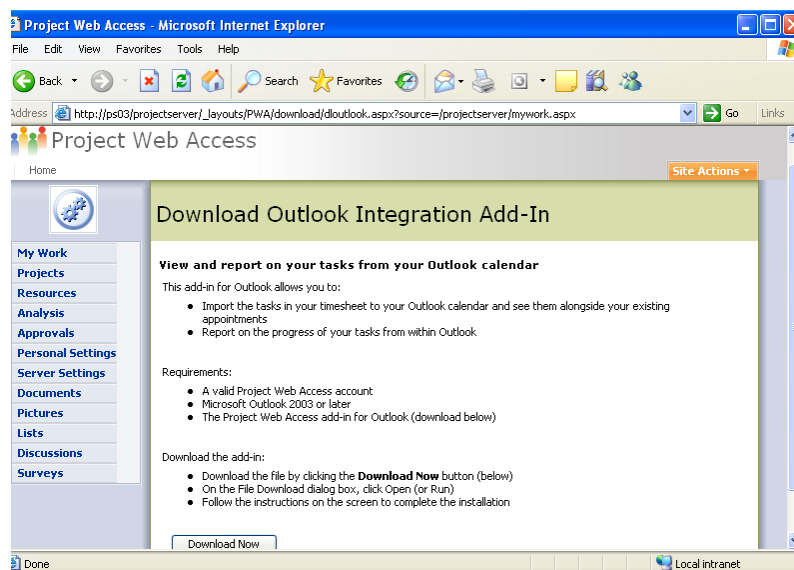 Project Web Access - Microsoft Internet Explorer
File Edit View Favorites Tools Help
Back Search Favorites
Address http://ps03/projectserver/_layouts/PWA/download/dloutlook.aspx?source=/projectserver/mywork.aspx Go Links
Project Web Access
Home
Site Actions
Download Outlook Integration Add-In
My Work
Projects
Resources
Analysis
Approvals
Personal Settings
Server Settings
Documents
Pictures
Lists
Discussions
Surveys
View and report on your tasks from your Outlook calendar
This add-in for Outlook allows you to:
Import the tasks in your timesheet to your Outlook calendar and see them alongside your existing
appointments
Report on the progress of your tasks from within Outlook
Requirements:
A valid Project Web Access account
Microsoft Outlook 2003 or later
The Project Web Access add-in for Outlook (download below)
Download the add-in:
Download the file by clicking the Download Now button (below)
On the File Download dialog box, click Open (or Run)
Follow the instructions on the screen to complete the installation
Download Now
Done
Local intranet